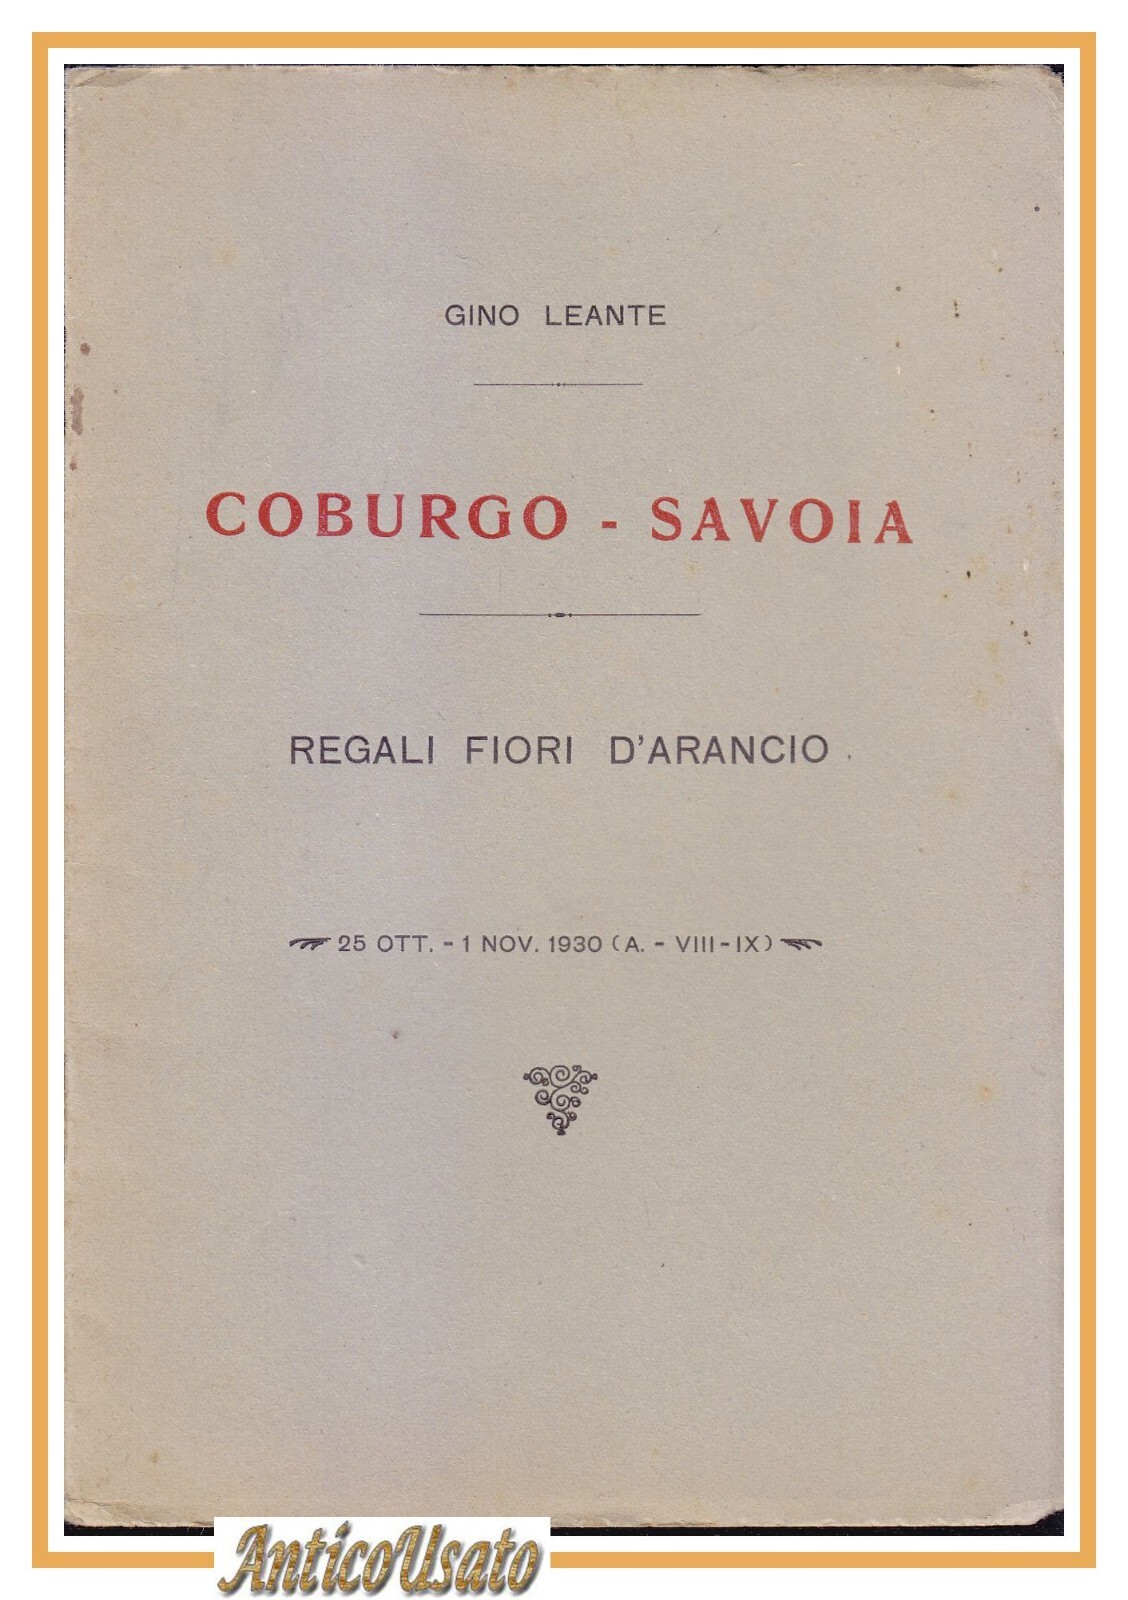 GINO LEANTE
COBURGO - SAVOIA
REGALI FIORI D'ARANCIO
25 OTT. - 1 NOV. 1930 (A. - VIII-IX)
AnticoUsato